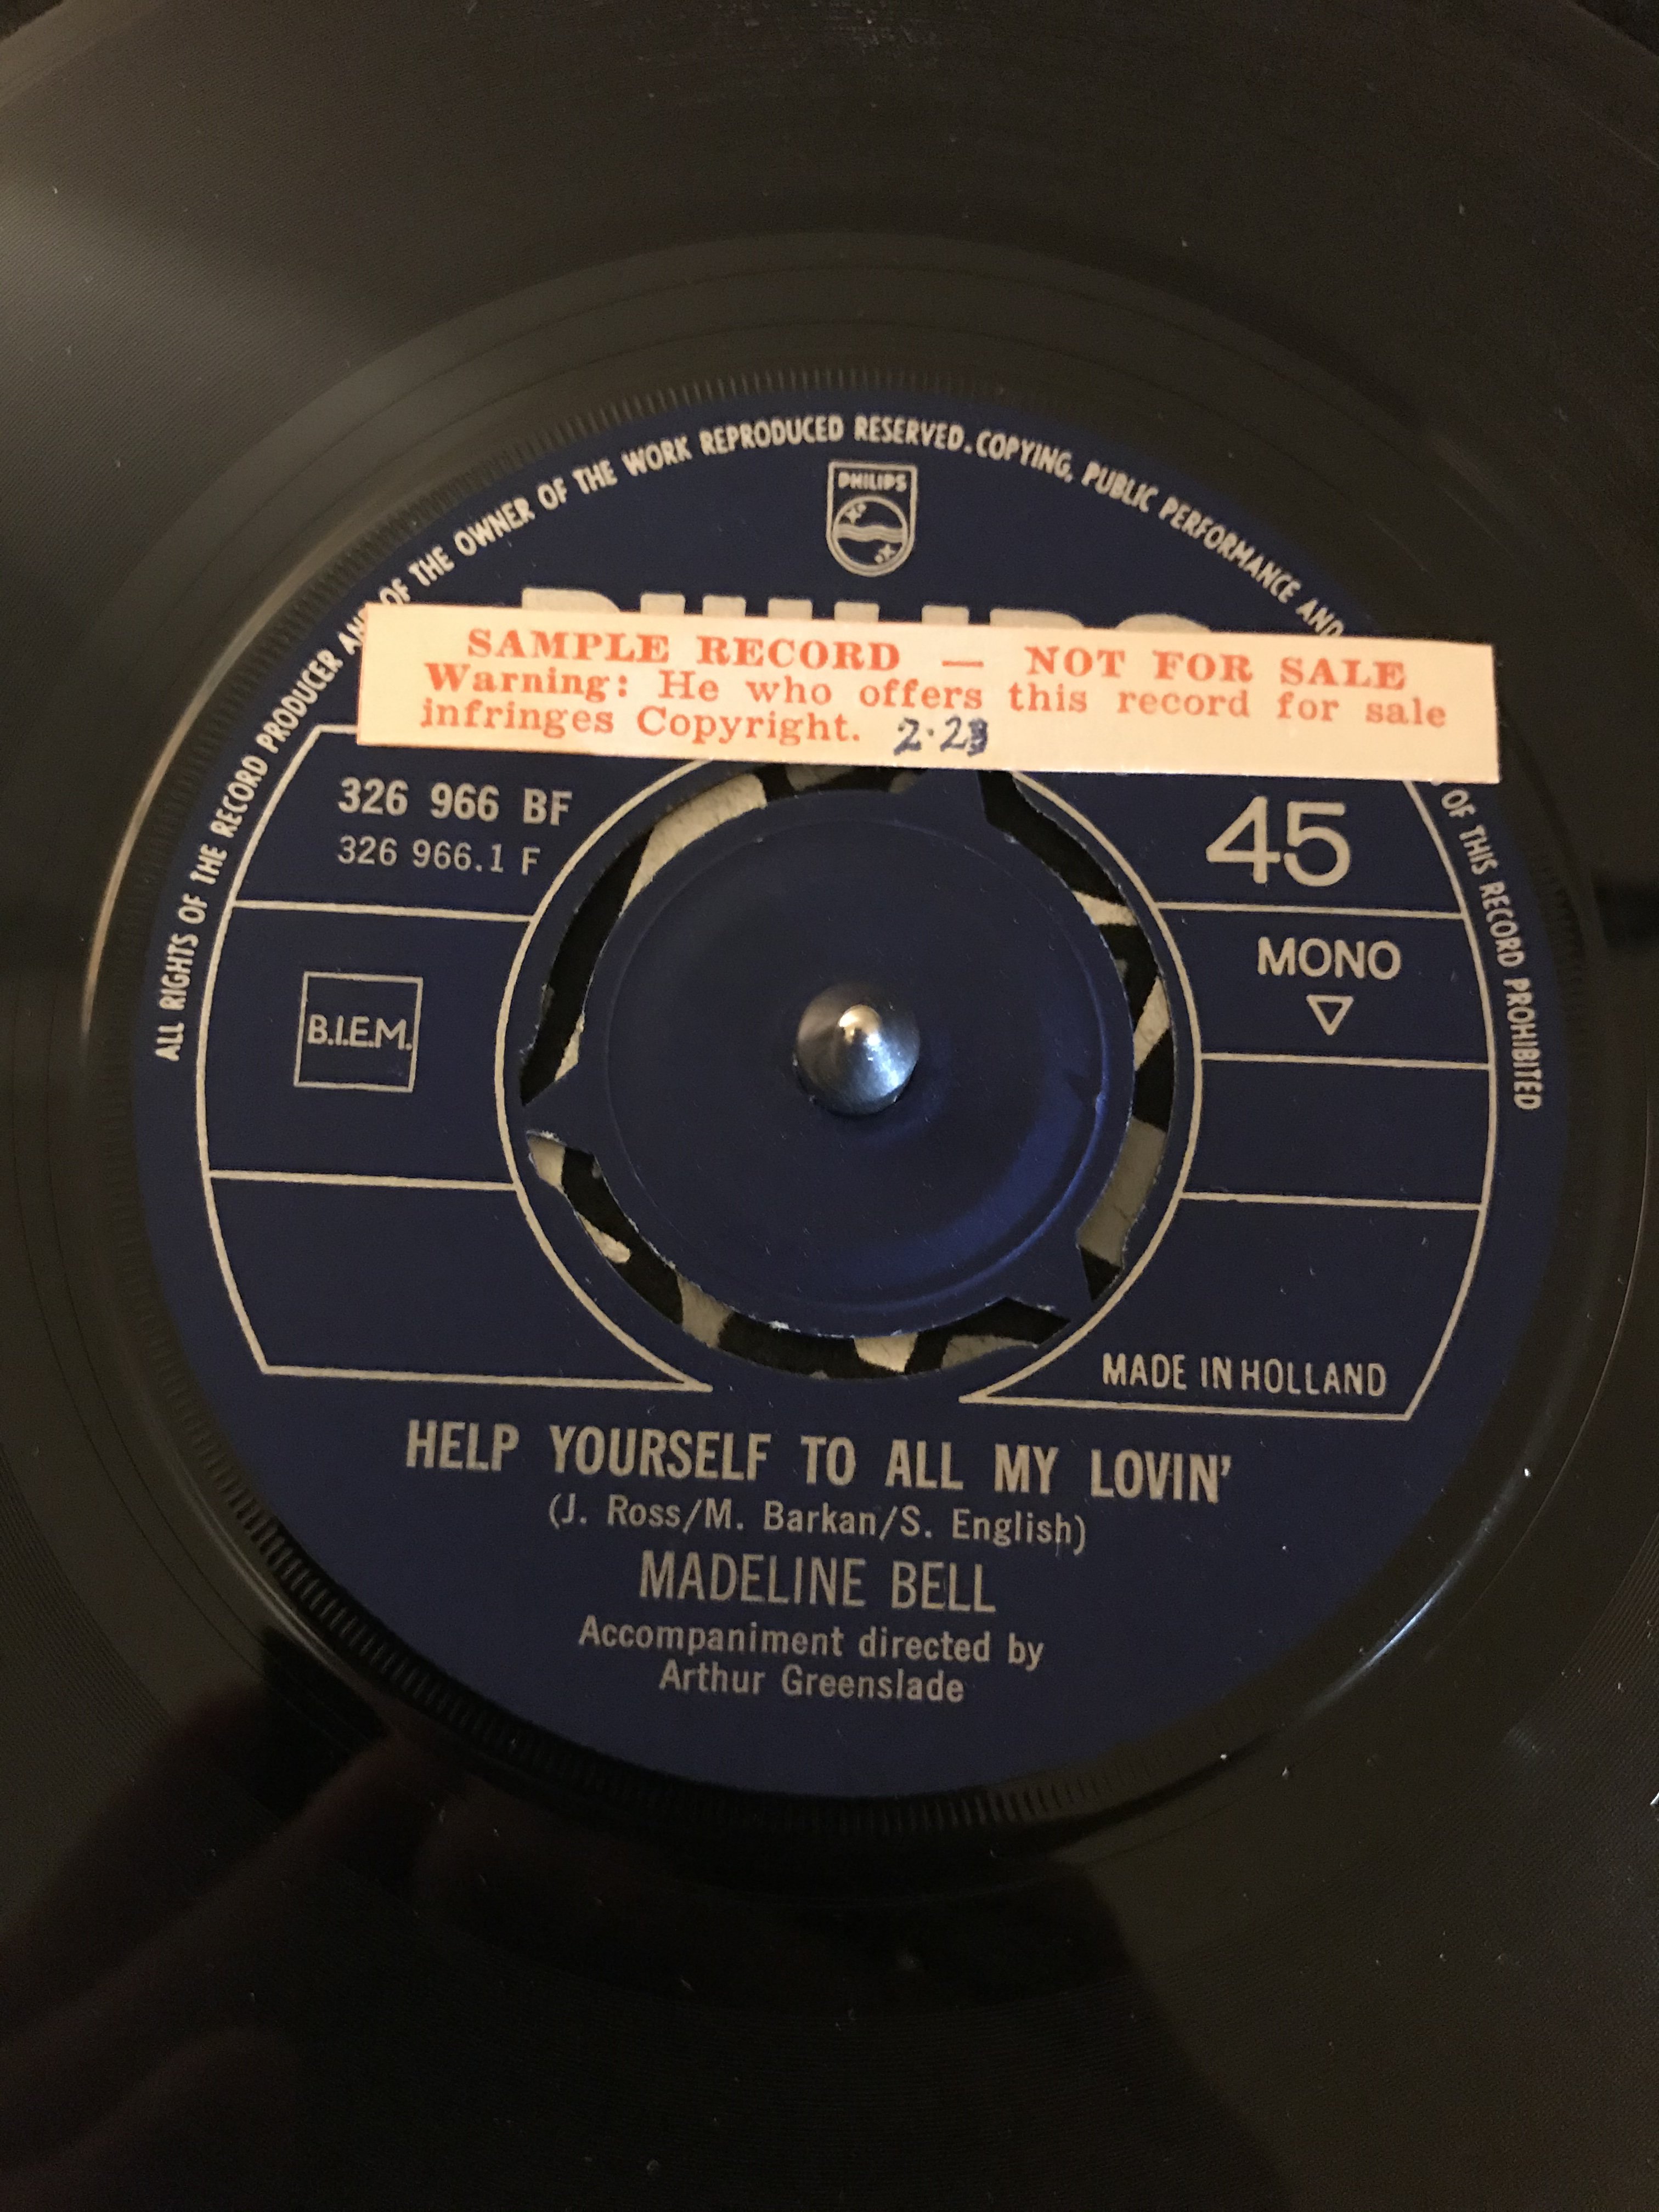 ALL RIGHTS OF THE RECORD PRODUCER AND OF THE OWNER OF THE WORK REPRODUCED RESERVED. COPYING, PUBLIC PERFORMANCE AND OF THIS RECORD PROHIBITED
PHILIPS
PHILIPS
SAMPLE RECORD — NOT FOR SALE
Warning: He who offers this record for sale
infringes Copyright. 2.23
326 966 BF
326 966.1 F
45
B.I.E.M.
MONO
MADE IN HOLLAND
HELP YOURSELF TO ALL MY LOVIN'
(J. Ross/M. Barkan/S. English)
MADELINE BELL
Accompaniment directed by
Arthur Greenslade